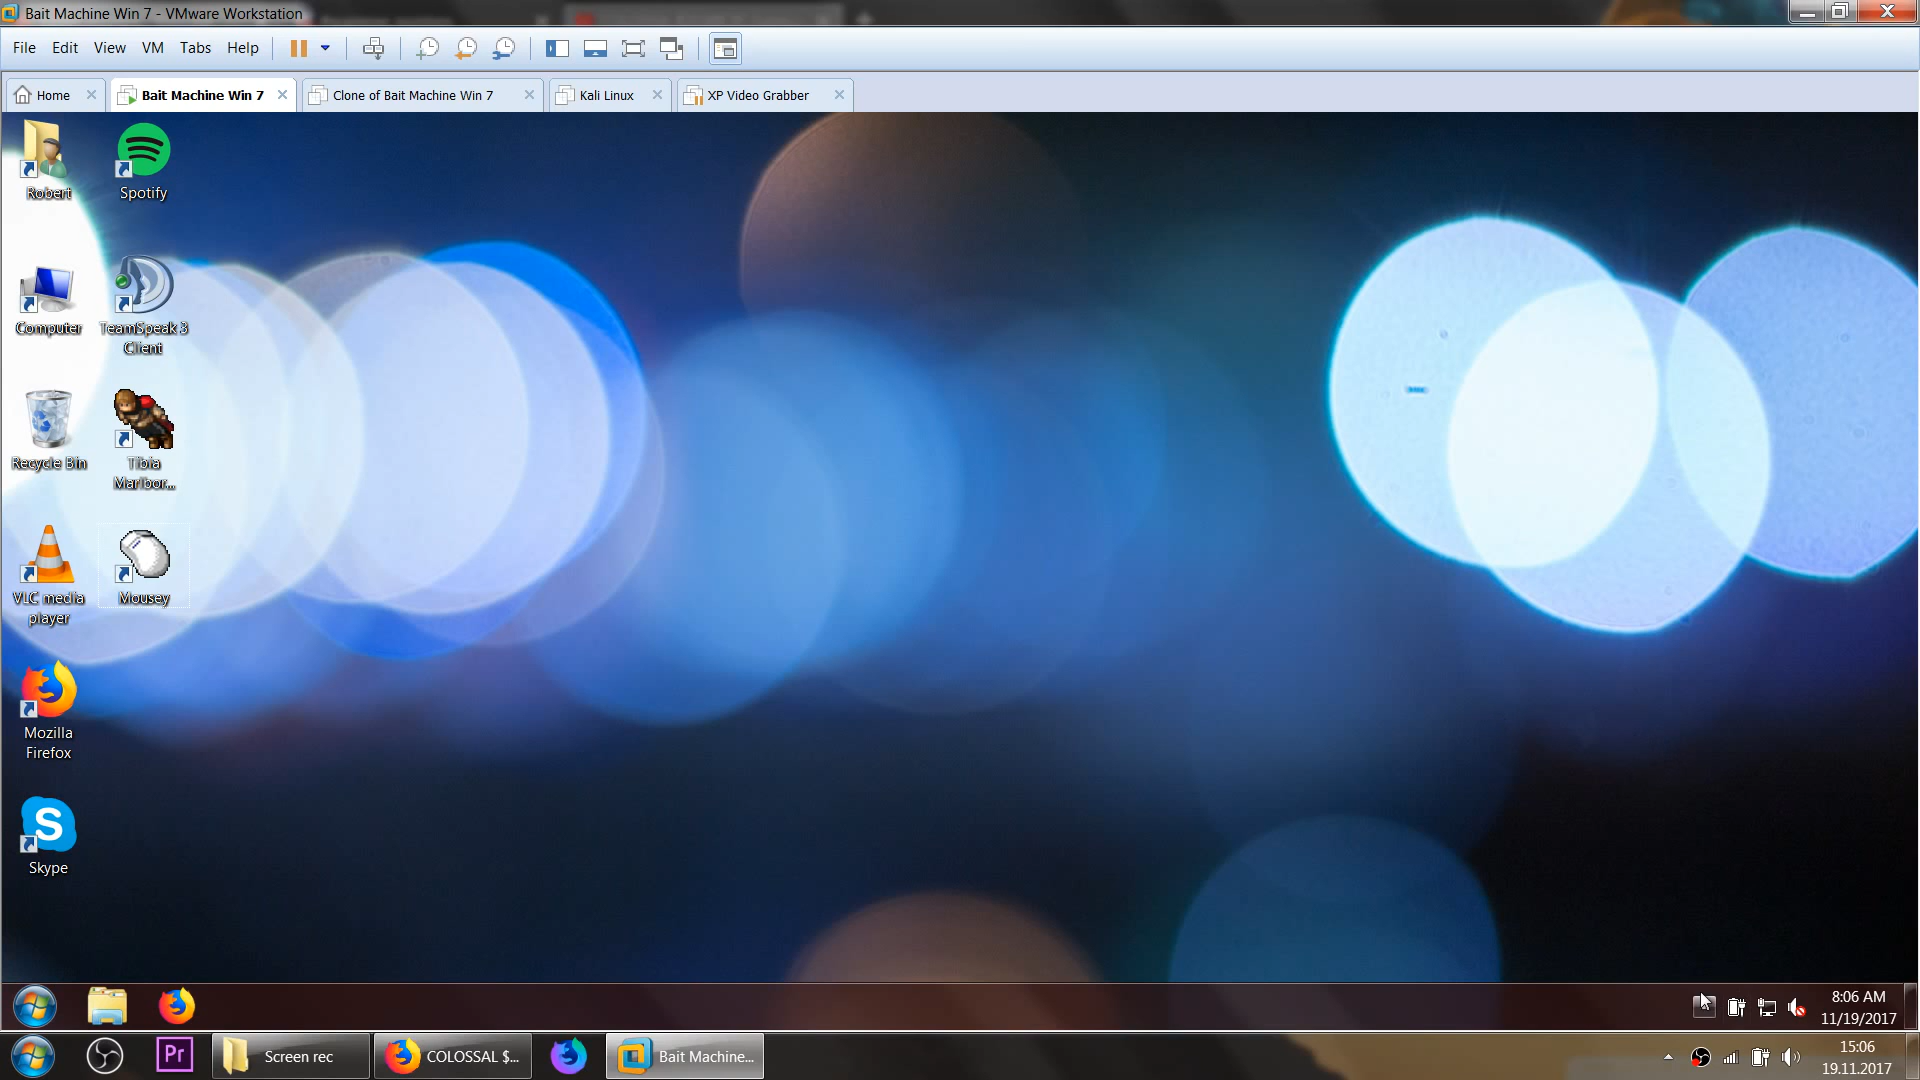 Bait Machine Win 7 - VMware Workstation
File Edit View VM Tabs Help
Home Bait Machine Win 7 Clone of Bait Machine Win 7 Kali Linux XP Video Grabber
Robert
Spotify
Computer
TeamSpeak 3
Client
Recycle Bin
Tibia
Marlbor...
VLC media
player
Mousey
Mozilla
Firefox
S
Skype
8:06 AM
11/19/2017
Pr
Screen rec
COLOSSAL $...
Bait Machine...
15:06
19.11.2017